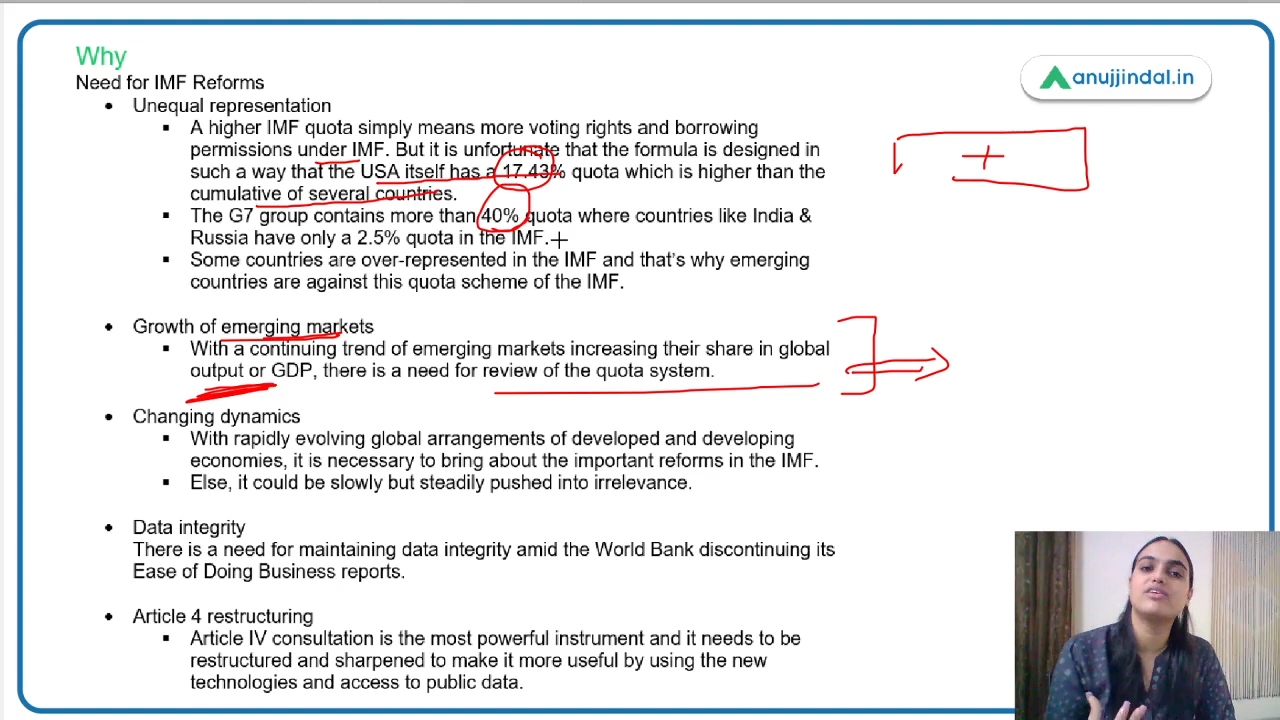 Why
anujjindal.in
Need for IMF Reforms
• Unequal representation
▪ A higher IMF quota simply means more voting rights and borrowing
permissions under IMF. But it is unfortunate that the formula is designed in
such a way that the USA itself has a 17.43% quota which is higher than the
cumulative of several countries.
▪ The G7 group contains more than 40% quota where countries like India &
Russia have only a 2.5% quota in the IMF.
▪ Some countries are over-represented in the IMF and that's why emerging
countries are against this quota scheme of the IMF.
• Growth of emerging markets
▪ With a continuing trend of emerging markets increasing their share in global
output or GDP, there is a need for review of the quota system.
• Changing dynamics
▪ With rapidly evolving global arrangements of developed and developing
economies, it is necessary to bring about the important reforms in the IMF.
▪ Else, it could be slowly but steadily pushed into irrelevance.
• Data integrity
There is a need for maintaining data integrity amid the World Bank discontinuing its
Ease of Doing Business reports.
• Article 4 restructuring
▪ Article IV consultation is the most powerful instrument and it needs to be
restructured and sharpened to make it more useful by using the new
technologies and access to public data.